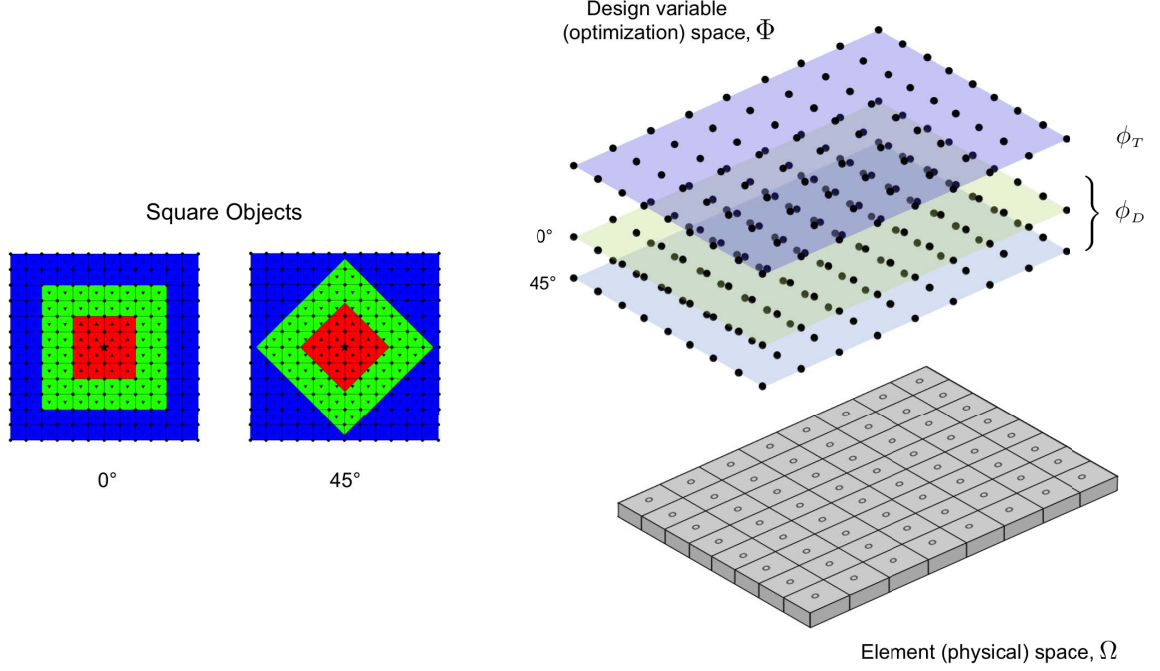 Design variable
(optimization) space, Φ
ϕ_T
Square Objects
0°
ϕ_D
45°
0°
45°
Element (physical) space, Ω